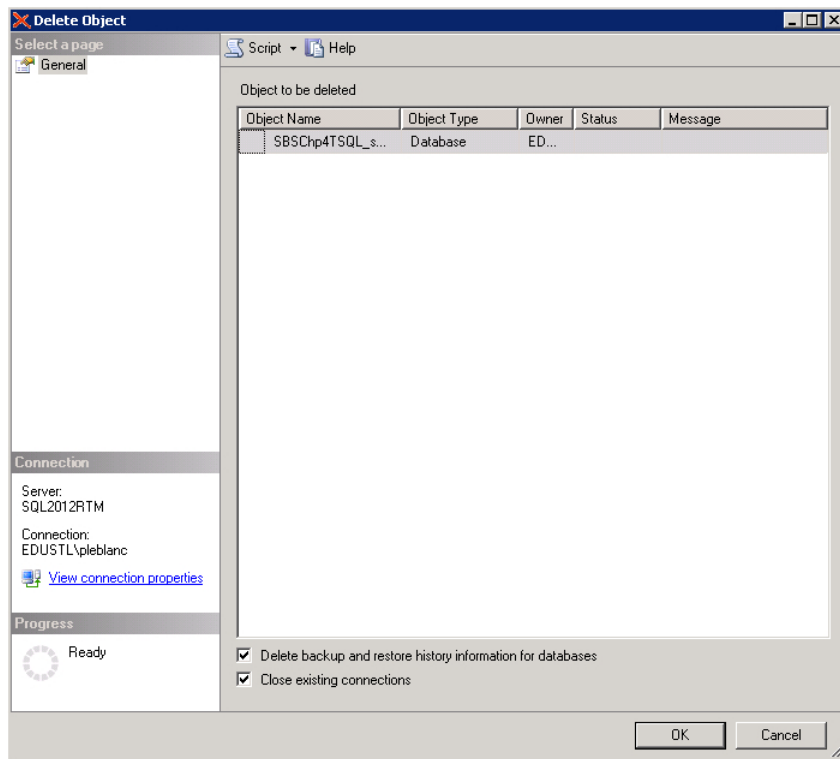 Delete Object
Select a page
General
Script
Help
Object to be deleted
Object Name Object Type Owner Status Message
SBSChp4TSQL_s... Database ED...
Connection
Server:
SQL2012RTM
Connection:
EDUSTL\pleblanc
View connection properties
Progress
Ready
Delete backup and restore history information for databases
Close existing connections
OK Cancel